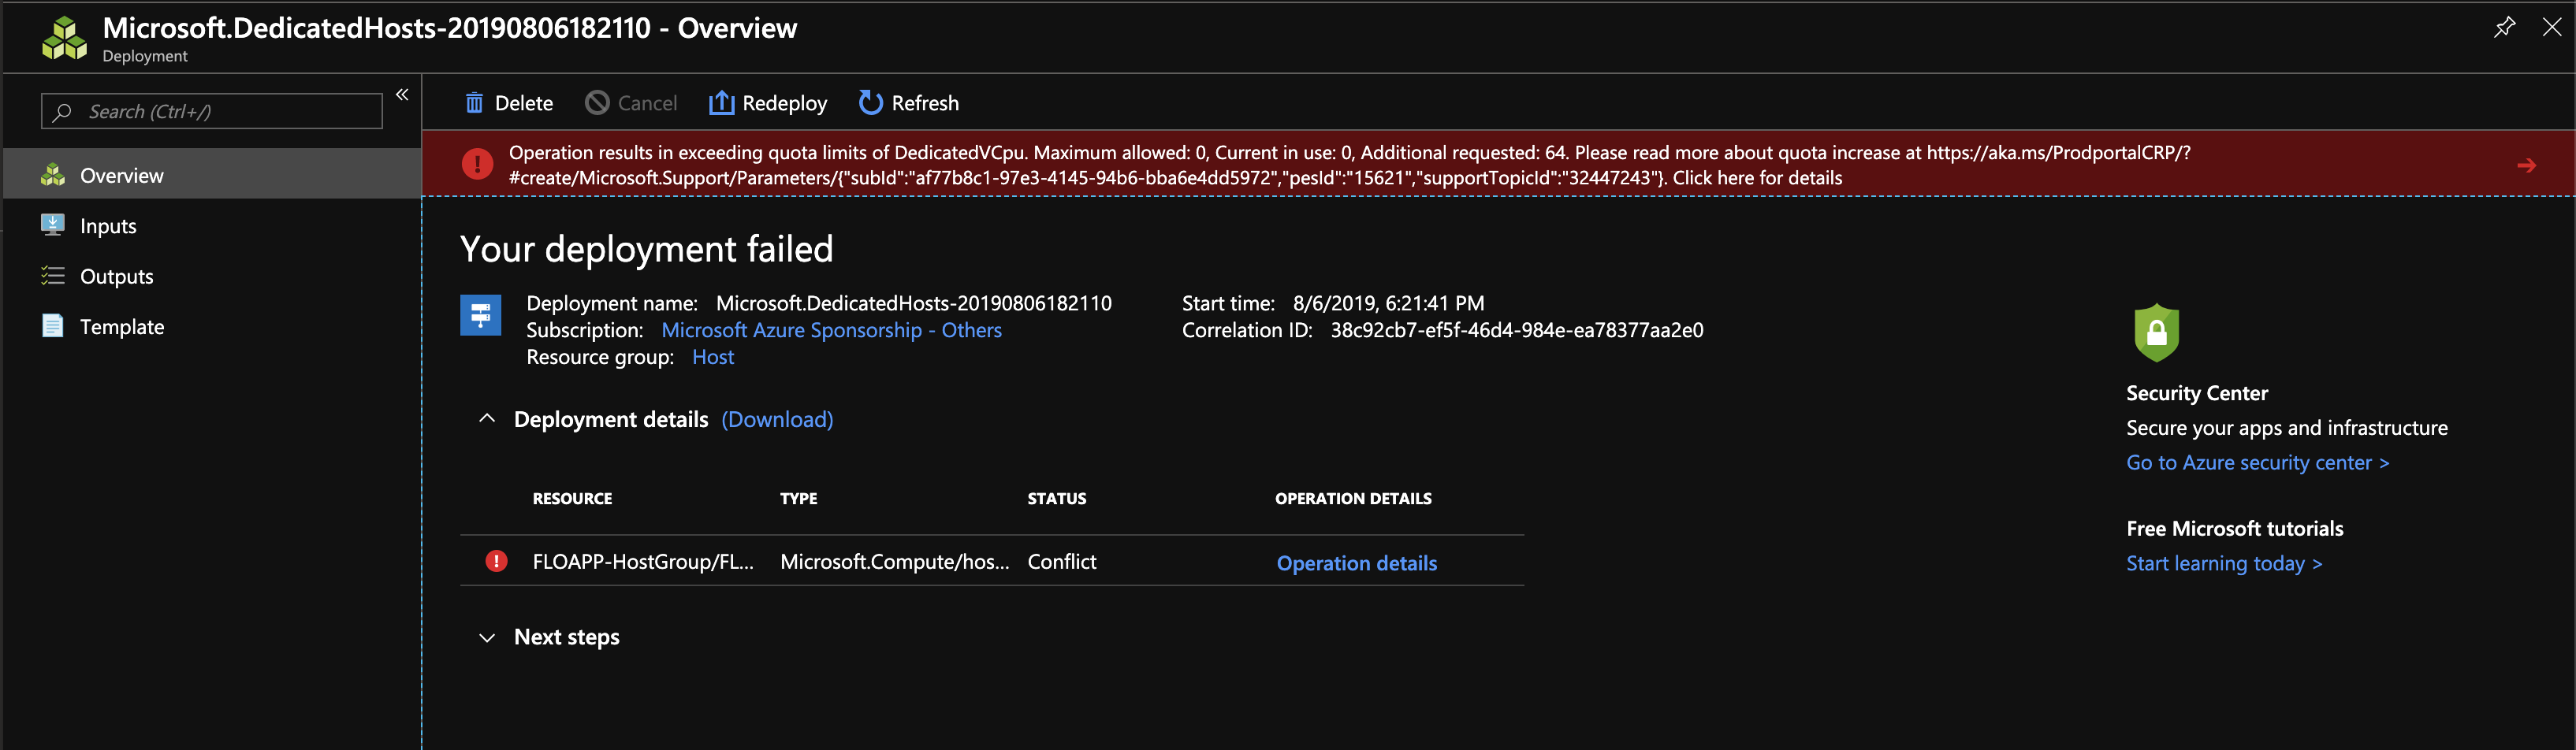 Microsoft.DedicatedHosts-20190806182110 - Overview
Deployment
Search (Ctrl+/)
Overview
Inputs
Outputs
Template
Delete
Cancel
Redeploy
Refresh
Operation results in exceeding quota limits of DedicatedVCpu. Maximum allowed: 0, Current in use: 0, Additional requested: 64. Please read more about quota increase at https://aka.ms/ProdportalCRP/?
#create/Microsoft.Support/Parameters/{"subId":"af77b8c1-97e3-4145-94b6-bba6e4dd5972","pesId":"15621","supportTopicId":"32447243"}. Click here for details
Your deployment failed
Deployment name: Microsoft.DedicatedHosts-20190806182110
Subscription: Microsoft Azure Sponsorship - Others
Resource group: Host
Start time: 8/6/2019, 6:21:41 PM
Correlation ID: 38c92cb7-ef5f-46d4-984e-ea78377aa2e0
Deployment details (Download)
RESOURCE TYPE STATUS OPERATION DETAILS
FLOAPP-HostGroup/FL... Microsoft.Compute/hos... Conflict Operation details
Next steps
Security Center
Secure your apps and infrastructure
Go to Azure security center >
Free Microsoft tutorials
Start learning today >